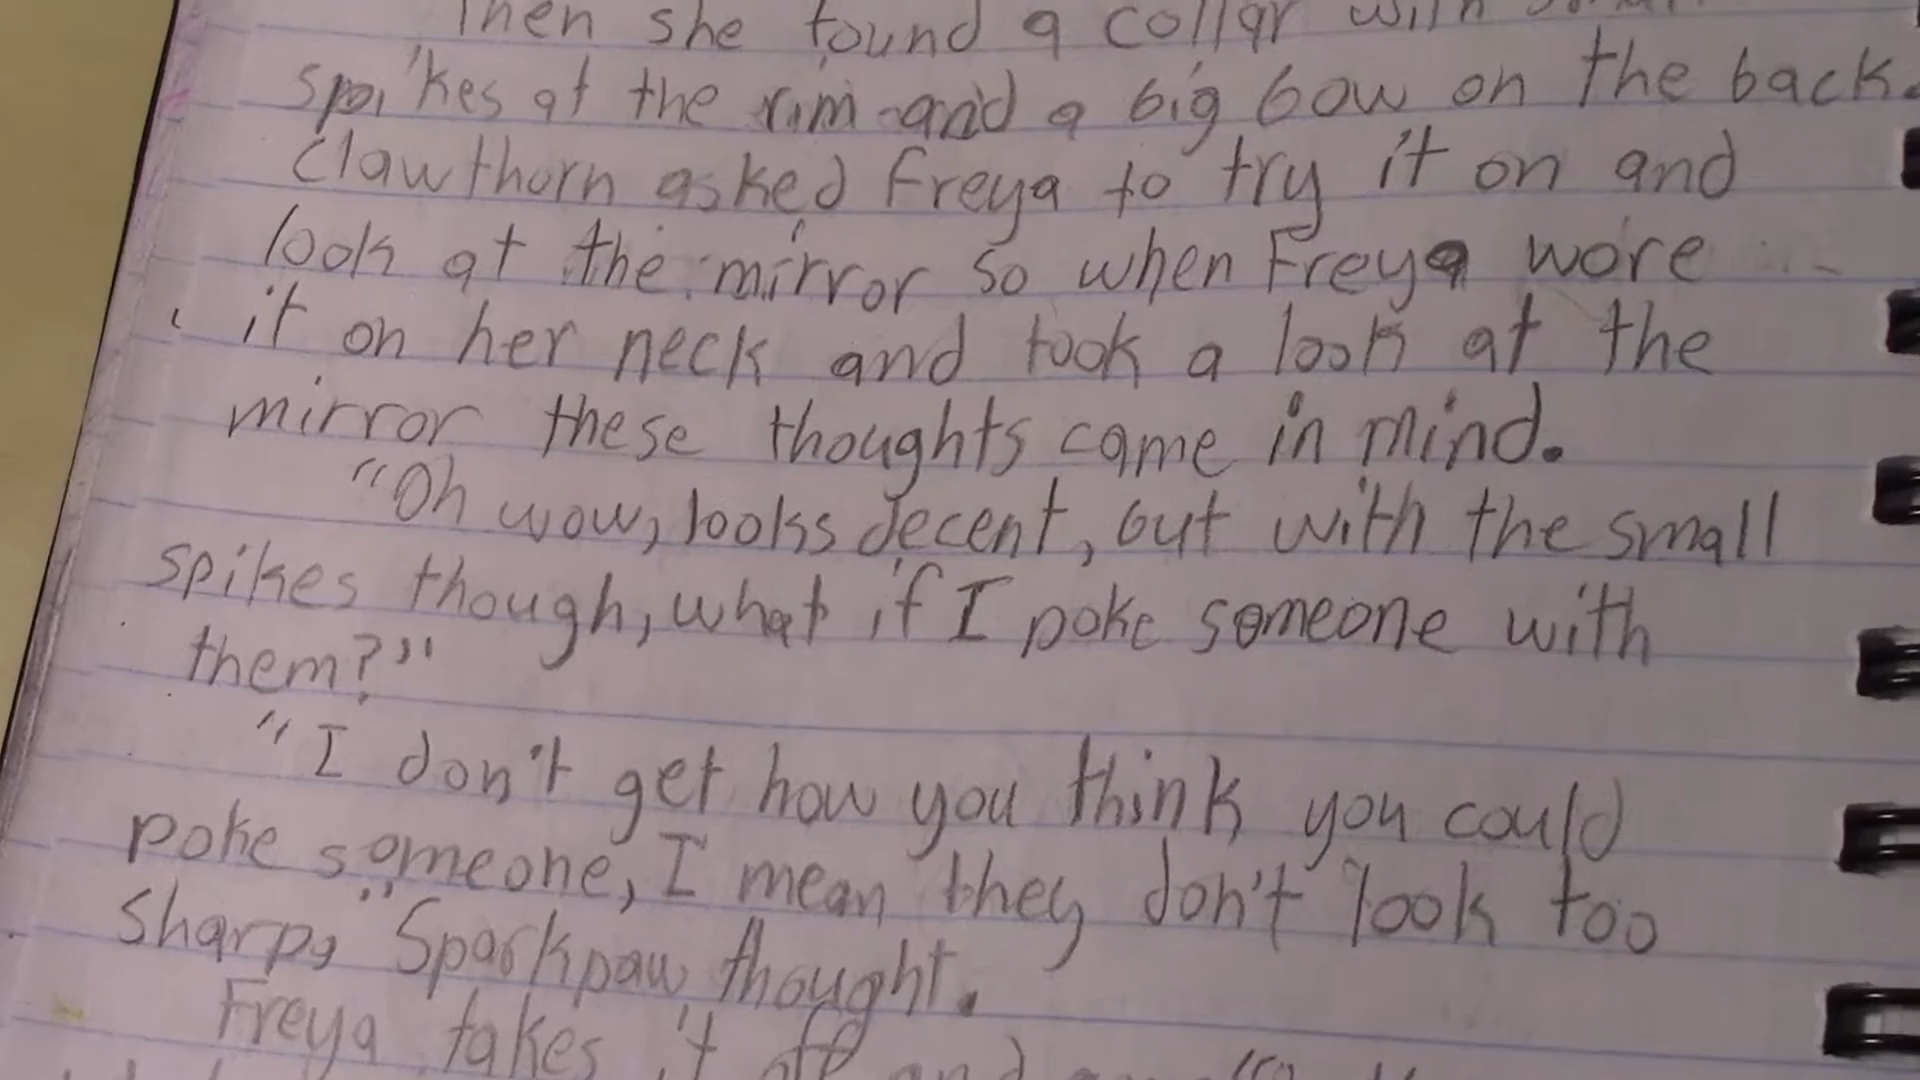 Then she found a collar with
spikes at the rim and a big bow on the back.
Clawthorn asked Freya to try it on and
look at the mirror so when Freya wore
it on her neck and took a look at the
mirror these thoughts came in mind.
"Oh wow, looks decent, but with the small
spikes though, what if I poke someone with
them?"
"I don't get how you think you could
poke someone, I mean they don't look too
sharp," Sparkpaw thought.
Freya takes it off and